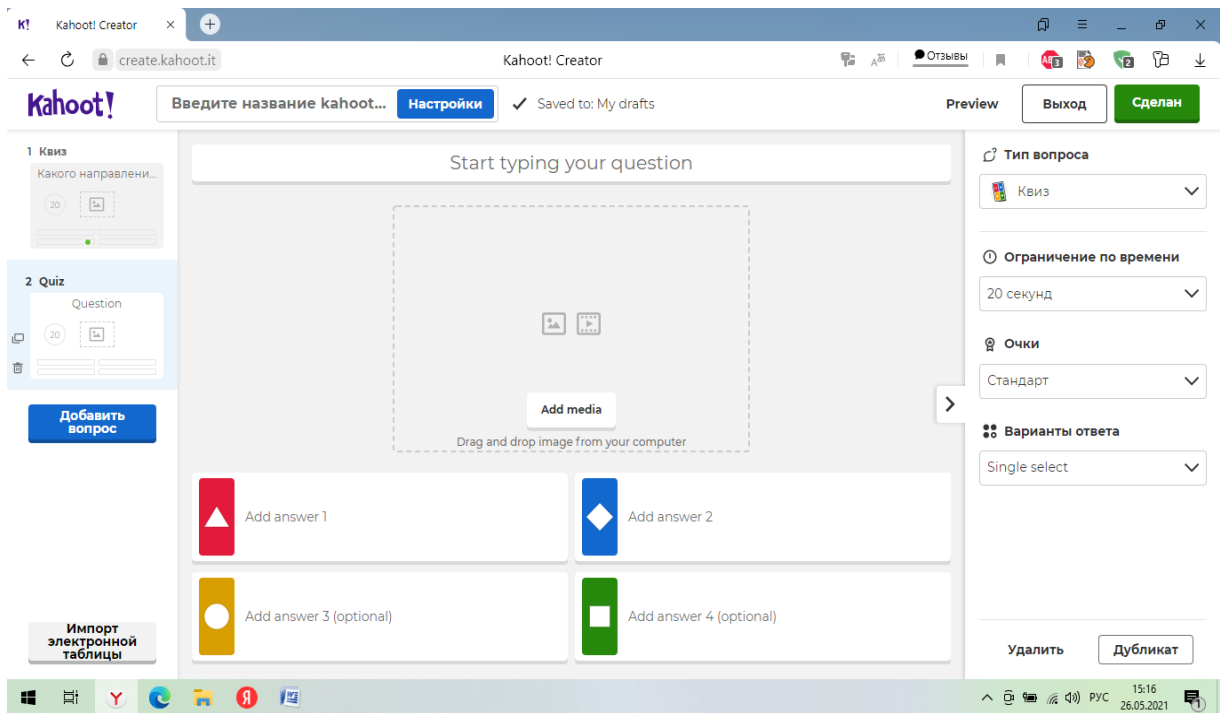 K! Kahoot! Creator
create.kahoot.it Kahoot! Creator Отзывы 3 2
Kahoot! Введите название kahoot... Настройки Saved to: My drafts Preview Выход Сделан
1 Квиз
Какого направлени...
20
2 Quiz
Question
20
Добавить
вопрос
Импорт
электронной
таблицы
Start typing your question
Add media
Drag and drop image from your computer
Add answer 1
Add answer 2
Add answer 3 (optional)
Add answer 4 (optional)
Тип вопроса
Квиз
Ограничение по времени
20 секунд
Очки
Стандарт
Варианты ответа
Single select
Удалить Дубликат
Y Я РУС 15:16
26.05.2021 1